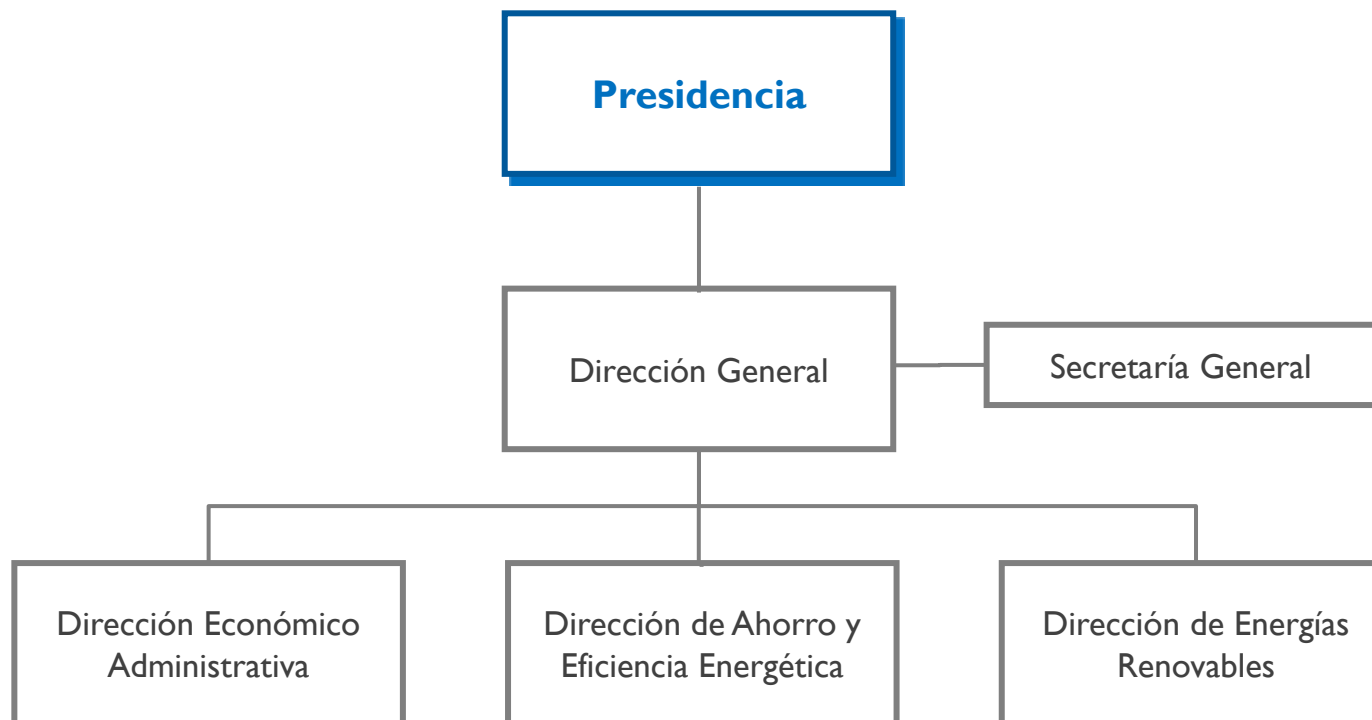 Presidencia
Dirección General
Secretaría General
Dirección Económico
Administrativa
Dirección de Ahorro y
Eficiencia Energética
Dirección de Energías
Renovables